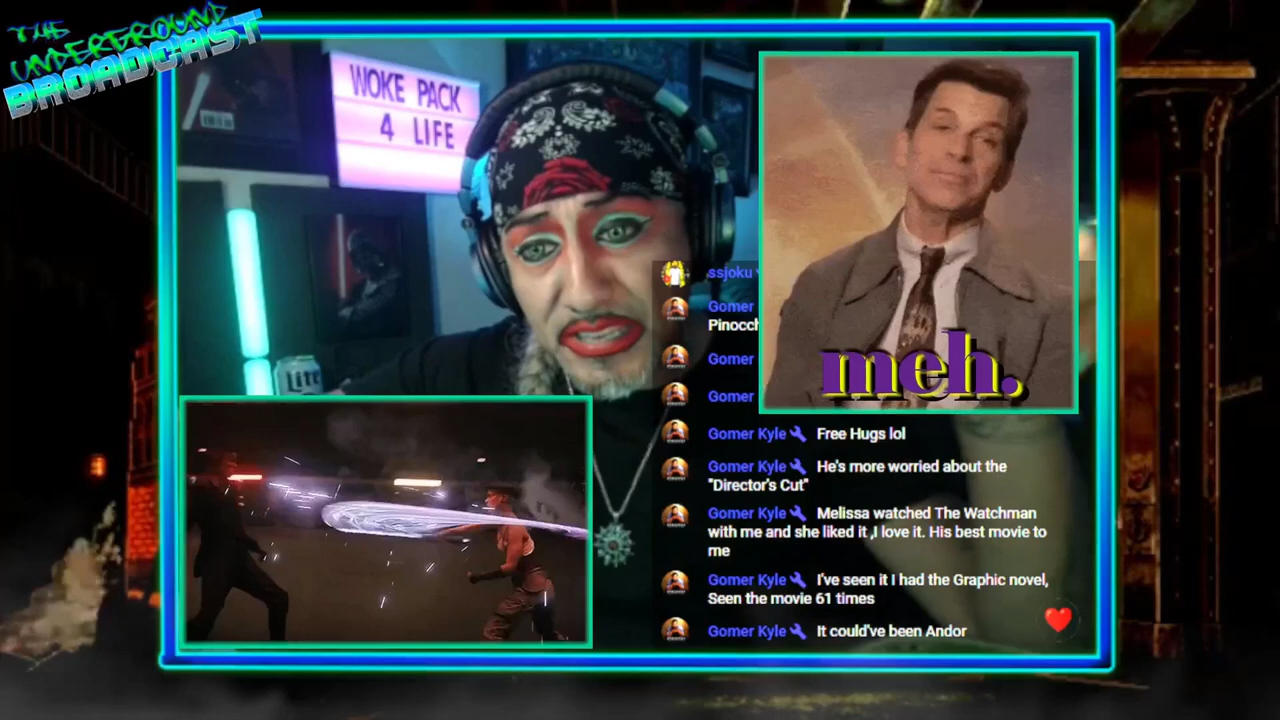 THE
UNDERGROUND
BROADCAST
WOKE PACK
4 LIFE
Lite
meh.
ssjoku
Gomer
Pinocch
Gomer
Gomer
Gomer Kyle Free Hugs lol
Gomer Kyle He's more worried about the
"Director's Cut"
Gomer Kyle Melissa watched The Watchman
with me and she liked it ,I love it. His best movie to
me
Gomer Kyle I've seen it I had the Graphic novel,
Seen the movie 61 times
Gomer Kyle It could've been Andor